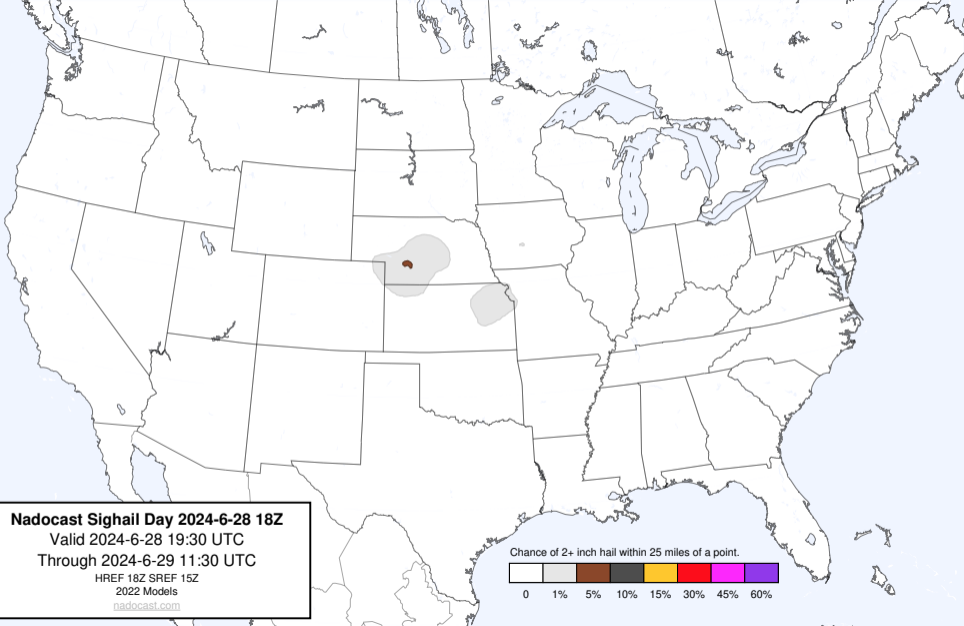 Nadocast Sighail Day 2024-6-28 18Z
Valid 2024-6-28 19:30 UTC
Through 2024-6-29 11:30 UTC
HREF 18Z SREF 15Z
2022 Models
nadocast.com
Chance of 2+ inch hail within 25 miles of a point.
0 1% 5% 10% 15% 30% 45% 60%